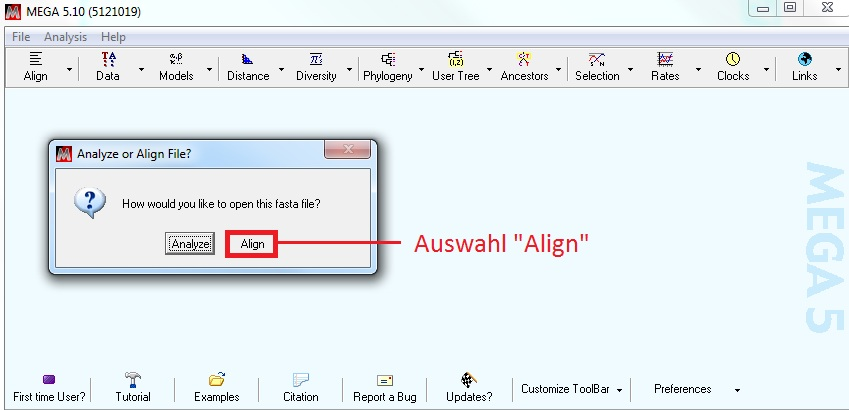 MEGA 5.10 (5121019)
File Analysis Help
Align Data Models Distance Diversity Phylogeny User Tree Ancestors Selection Rates Clocks Links
Analyze or Align File?
How would you like to open this fasta file?
Analyze Align
Auswahl "Align"
MEGA 5
First time User? Tutorial Examples Citation Report a Bug Updates? Customize ToolBar Preferences